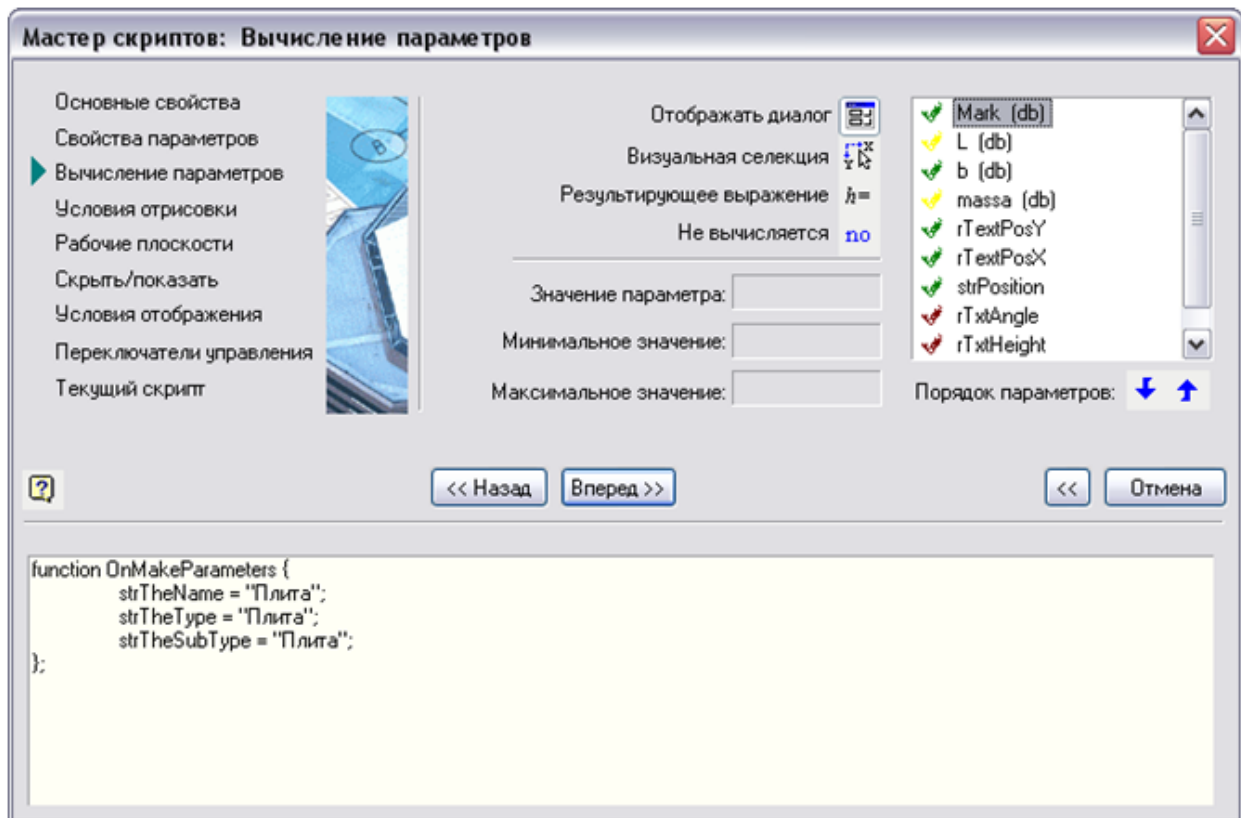 Мастер скриптов: Вычисление параметров
Основные свойства
Свойства параметров
Вычисление параметров
Условия отрисовки
Рабочие плоскости
Скрыть/показать
Условия отображения
Переключатели управления
Текущий скрипт
Отображать диалог
Визуальная селекция
Результирующее выражение h=
Не вычисляется no
Значение параметра:
Минимальное значение:
Максимальное значение:
Mark (db)
L (db)
b (db)
massa (db)
rTextPosY
rTextPosX
strPosition
rTxtAngle
rTxtHeight
Порядок параметров:
<< Назад Вперед >> << Отмена
function OnMakeParameters {
strTheName = "Плита";
strTheType = "Плита";
strTheSubType = "Плита";
};